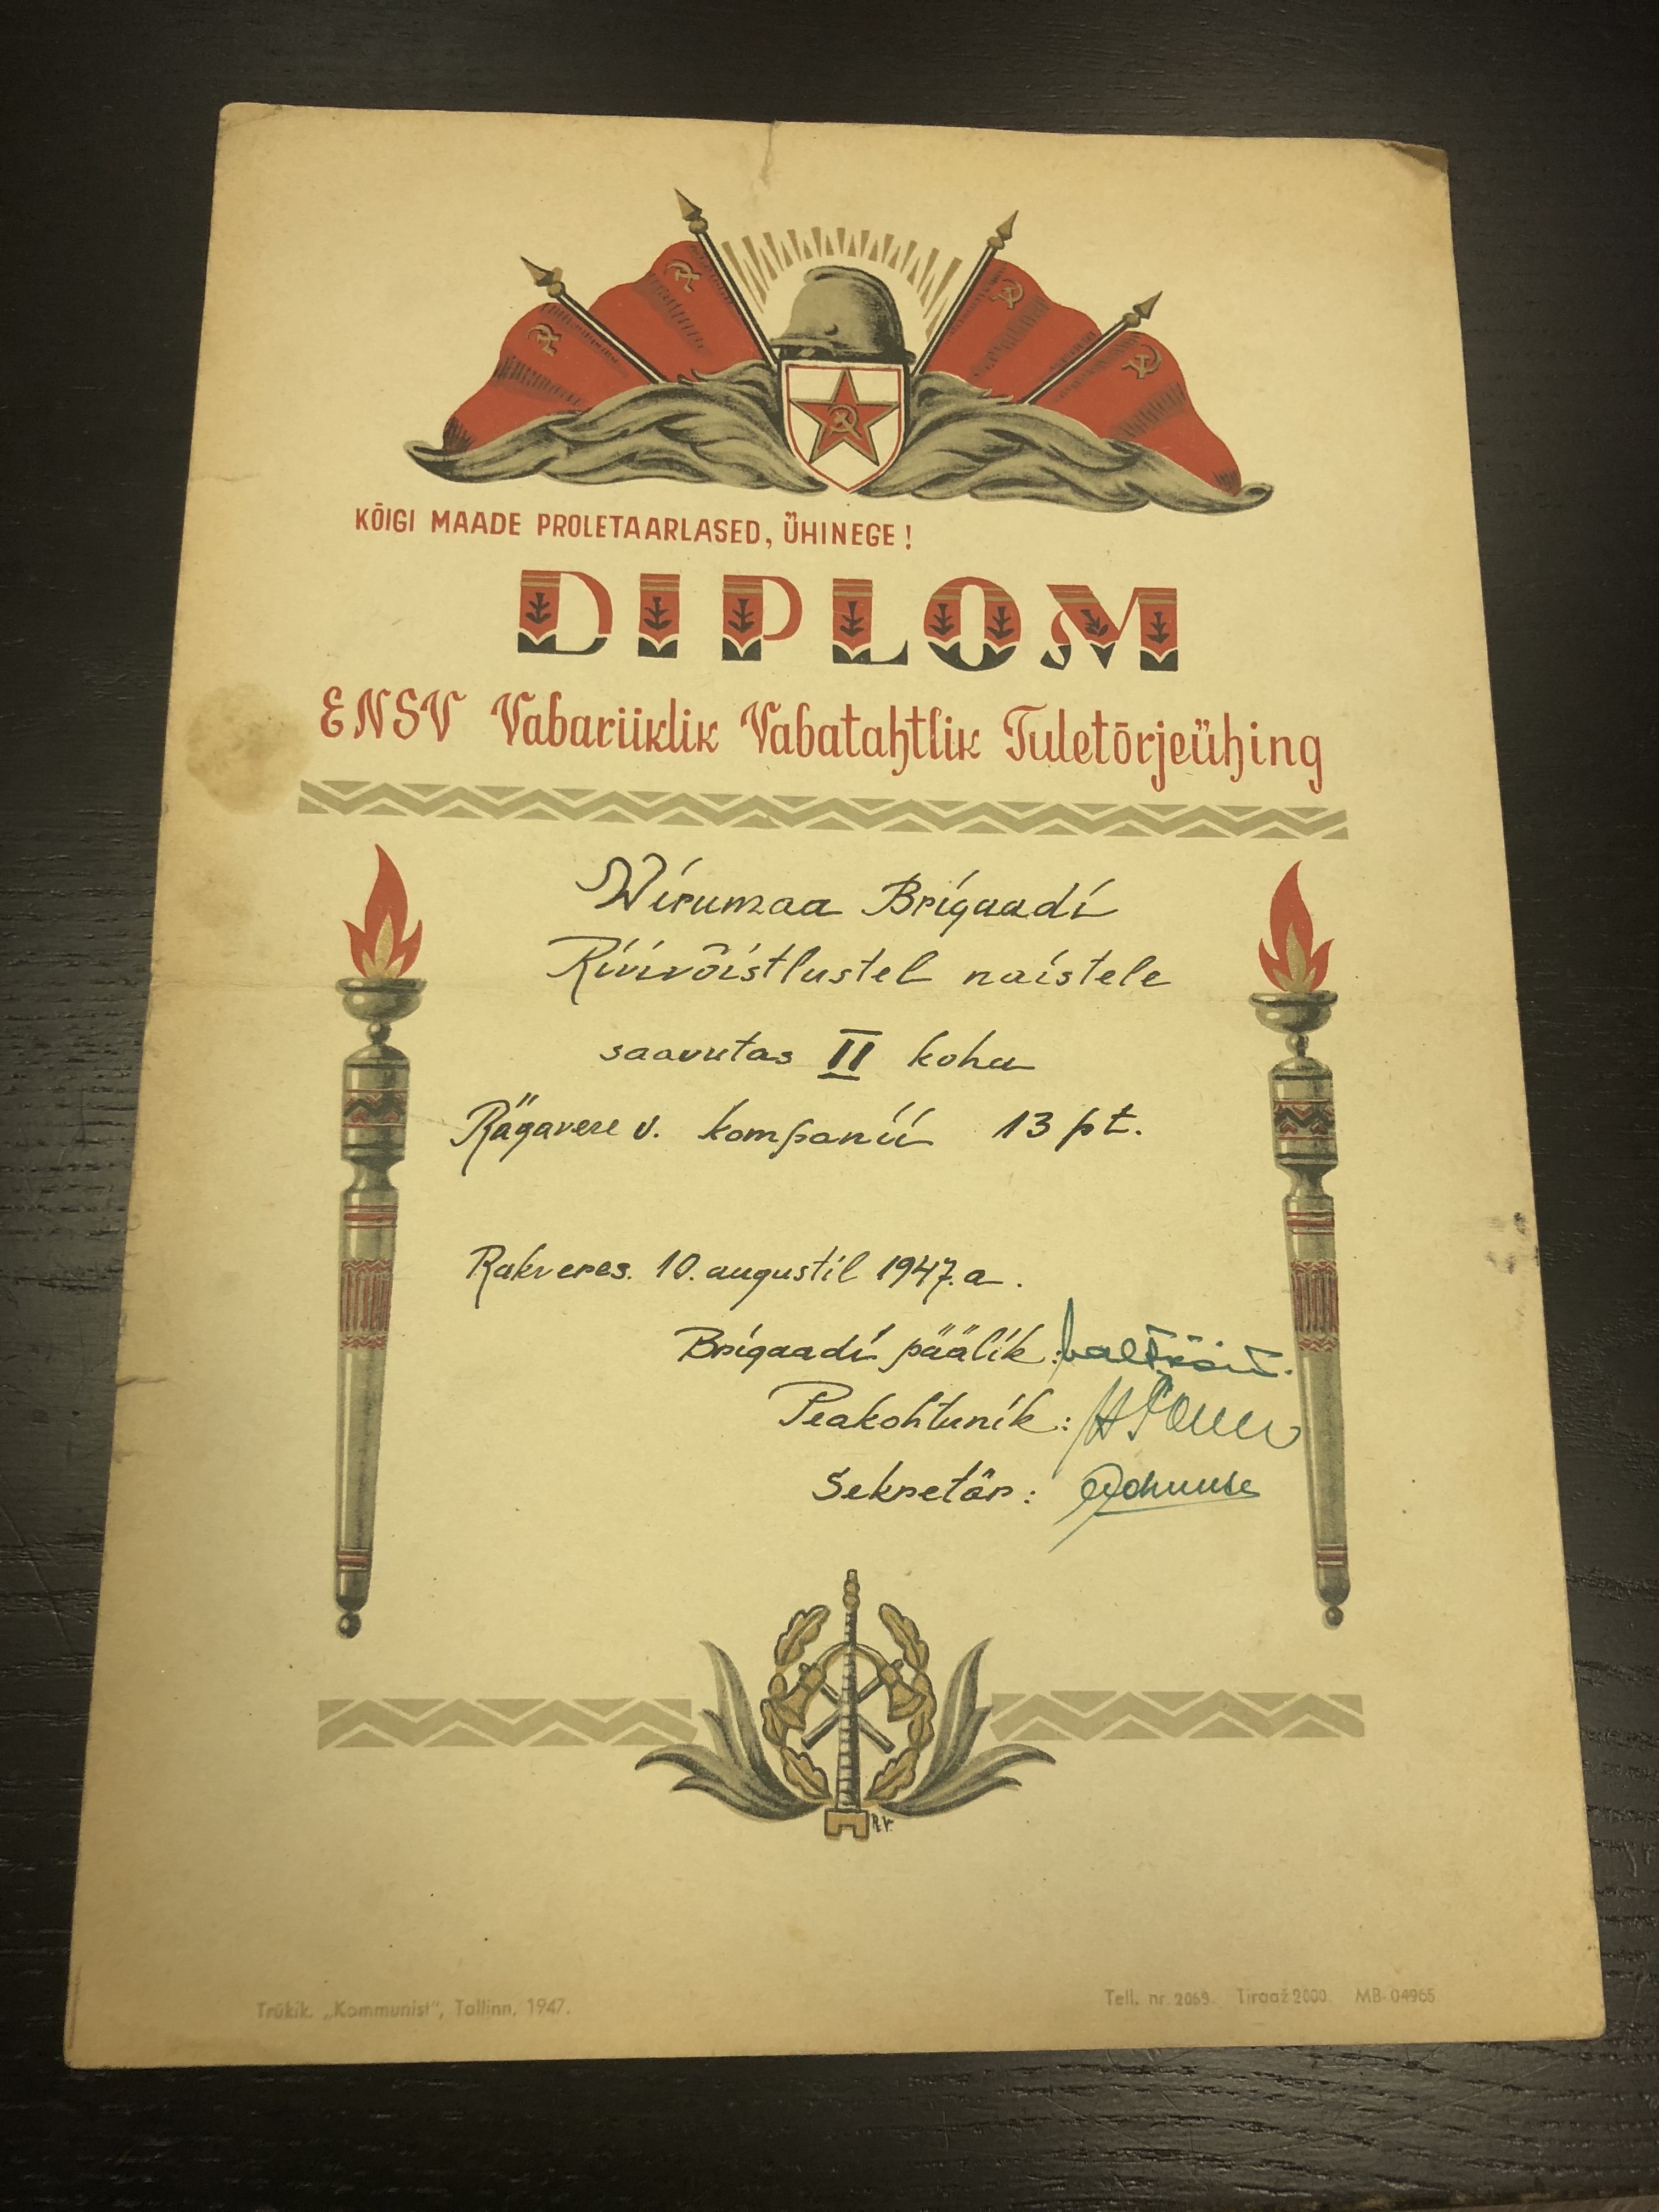 KÕIGI MAADE PROLETAARLASED, ÜHINEGE!
DIPLOM
ENSV Vabariiklik Vabatahtlik Tuletõrjeühing
Wirumaa Brigaadi
Rivivõistlustel naistele
saavutas II koha
Rägavere v. kompanii 13 pt.
Rakveres. 10. augustil 1947. a.
Brigaadi päälik:
Peakohtunik:
Sekretär:
R.V.
Trükik. „Kommunist", Tallinn, 1947.
Tell. nr. 2069. Tiraaž 2000. MB-04965